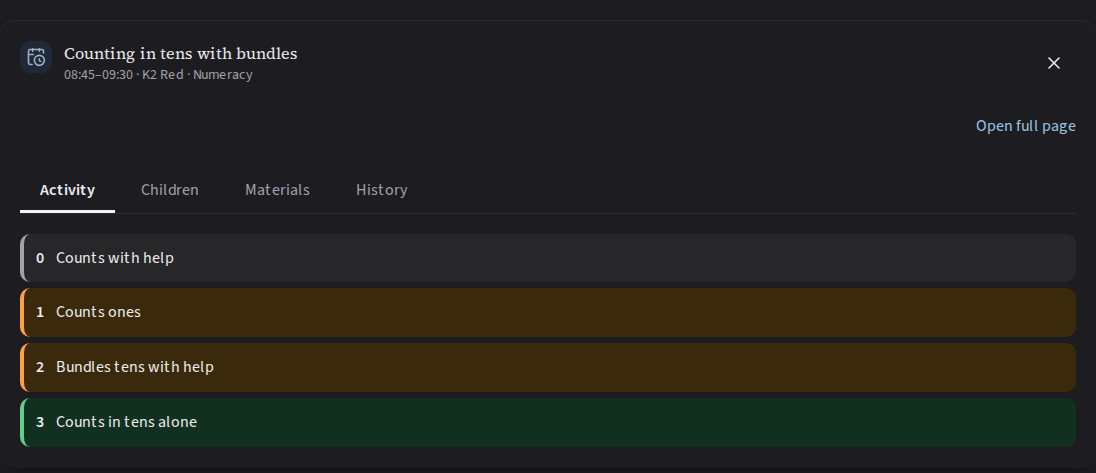 Counting in tens with bundles
08:45–09:30 · K2 Red · Numeracy
Open full page
Activity Children Materials History
0 Counts with help
1 Counts ones
2 Bundles tens with help
3 Counts in tens alone